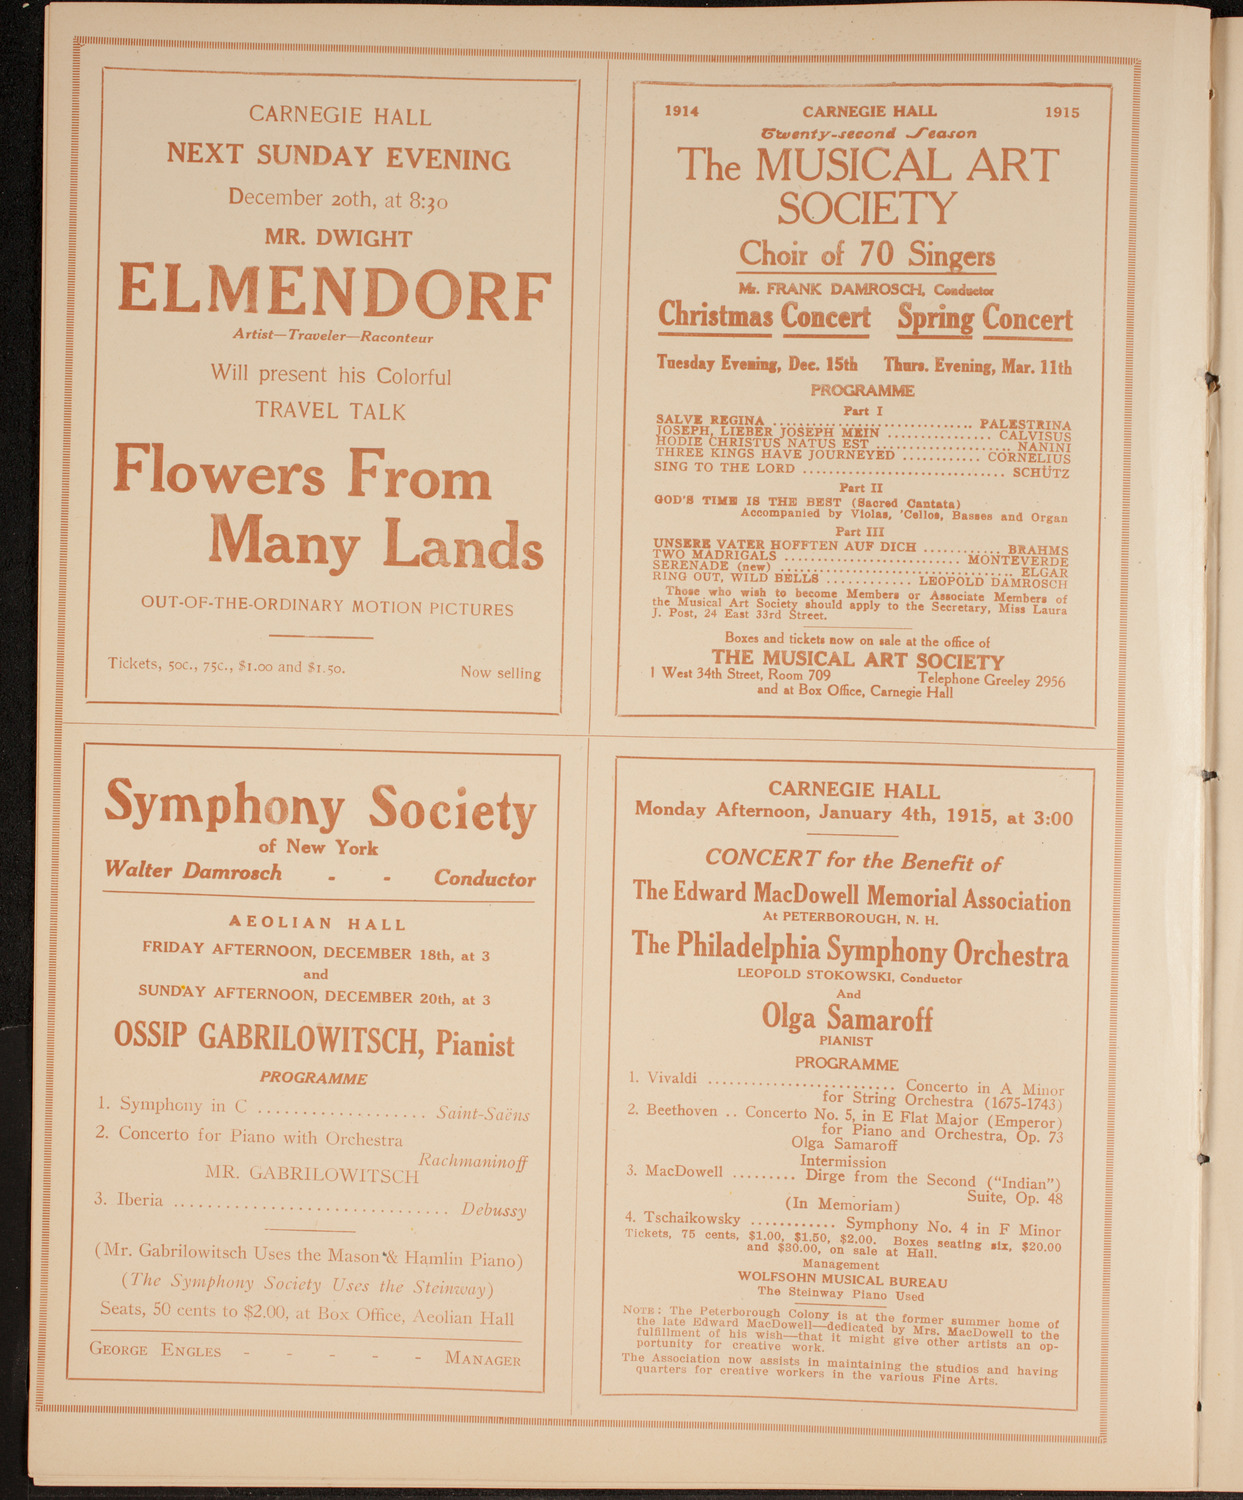 CARNEGIE HALL
NEXT SUNDAY EVENING
December 20th, at 8:30
MR. DWIGHT
ELMENDORF
Artist—Traveler—Raconteur
Will present his Colorful
TRAVEL TALK
Flowers From
Many Lands
OUT-OF-THE-ORDINARY MOTION PICTURES
Tickets, 50c., 75c., $1.00 and $1.50. Now selling
1914 CARNEGIE HALL 1915
Twenty-second Season
The MUSICAL ART
SOCIETY
Choir of 70 Singers
Mr. FRANK DAMROSCH, Conductor
Christmas Concert Spring Concert
Tuesday Evening, Dec. 15th Thurs. Evening, Mar. 11th
PROGRAMME
Part I
SALVE REGINA ............................ PALESTRINA
JOSEPH, LIEBER JOSEPH MEIN ............... CALVISUS
HODIE CHRISTUS NATUS EST ................... NANINI
THREE KINGS HAVE JOURNEYED ............ CORNELIUS
SING TO THE LORD ............................. SCHÜTZ
Part II
GOD'S TIME IS THE BEST (Sacred Cantata)
Accompanied by Violas, 'Cellos, Basses and Organ
Part III
UNSERE VATER HOFFTEN AUF DICH ........... BRAHMS
TWO MADRIGALS ......................... MONTEVERDE
SERENADE (new) ................................. ELGAR
RING OUT, WILD BELLS ............ LEOPOLD DAMROSCH
Those who wish to become Members or Associate Members of
the Musical Art Society should apply to the Secretary, Miss Laura
J. Post, 24 East 33rd Street.
Boxes and tickets now on sale at the office of
THE MUSICAL ART SOCIETY
1 West 34th Street, Room 709 Telephone Greeley 2956
and at Box Office, Carnegie Hall
Symphony Society
of New York
Walter Damrosch - - Conductor
AEOLIAN HALL
FRIDAY AFTERNOON, DECEMBER 18th, at 3
and
SUNDAY AFTERNOON, DECEMBER 20th, at 3
OSSIP GABRILOWITSCH, Pianist
PROGRAMME
1. Symphony in C ................... Saint-Saëns
2. Concerto for Piano with Orchestra
Rachmaninoff
MR. GABRILOWITSCH
3. Iberia ............................... Debussy
(Mr. Gabrilowitsch Uses the Mason & Hamlin Piano)
(The Symphony Society Uses the Steinway)
Seats, 50 cents to $2.00, at Box Office, Aeolian Hall
GEORGE ENGLES - - - - - MANAGER
CARNEGIE HALL
Monday Afternoon, January 4th, 1915, at 3:00
CONCERT for the Benefit of
The Edward MacDowell Memorial Association
At PETERBOROUGH, N. H.
The Philadelphia Symphony Orchestra
LEOPOLD STOKOWSKI, Conductor
And
Olga Samaroff
PIANIST
PROGRAMME
1. Vivaldi ......................... Concerto in A Minor
for String Orchestra (1675-1743)
2. Beethoven .. Concerto No. 5, in E Flat Major (Emperor)
for Piano and Orchestra, Op. 73
Olga Samaroff
Intermission
3. MacDowell ......... Dirge from the Second ("Indian")
Suite, Op. 48
(In Memoriam)
4. Tschaikowsky ............ Symphony No. 4 in F Minor
Tickets, 75 cents, $1.00, $1.50, $2.00. Boxes seating six, $20.00
and $30.00, on sale at Hall.
Management
WOLFSOHN MUSICAL BUREAU
The Steinway Piano Used
NOTE: The Peterborough Colony is at the former summer home of
the late Edward MacDowell—dedicated by Mrs. MacDowell to the
fulfillment of his wish—that it might give other artists an op-
portunity for creative work.
The Association now assists in maintaining the studios and having
quarters for creative workers in the various Fine Arts.